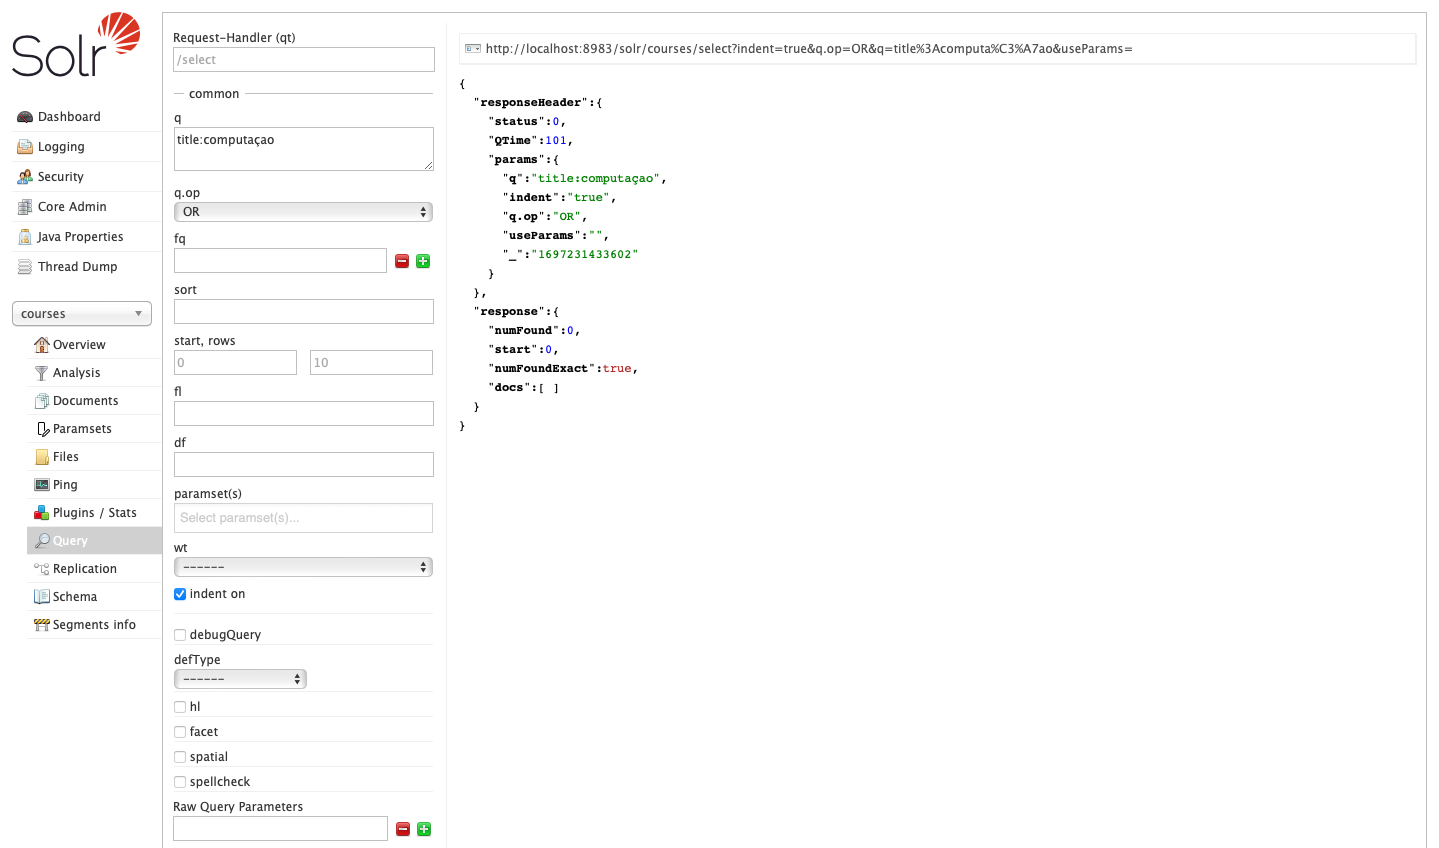 Solr
Dashboard
Logging
Security
Core Admin
Java Properties
Thread Dump
courses
Overview
Analysis
Documents
Paramsets
Files
Ping
Plugins / Stats
Query
Replication
Schema
Segments info
Request-Handler (qt)
/select
common
q
title:computaçao
q.op
OR
fq
sort
start, rows
0 10
fl
df
paramset(s)
Select paramset(s)...
wt
------
indent on
debugQuery
defType
------
hl
facet
spatial
spellcheck
Raw Query Parameters
http://localhost:8983/solr/courses/select?indent=true&q.op=OR&q=title%3Acomputa%C3%A7ao&useParams=
{
"responseHeader":{
"status":0,
"QTime":101,
"params":{
"q":"title:computaçao",
"indent":"true",
"q.op":"OR",
"useParams":"",
"_":"1697231433602"
}
},
"response":{
"numFound":0,
"start":0,
"numFoundExact":true,
"docs":[ ]
}
}